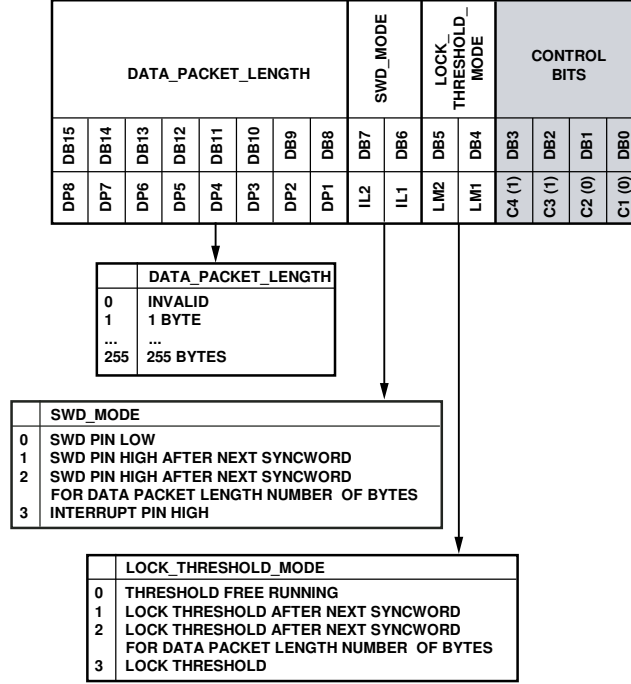 DATA_PACKET_LENGTH
SWD_MODE
LOCK_
THRESHOLD_
MODE
CONTROL
BITS
DB15 DB14 DB13 DB12 DB11 DB10 DB9 DB8 DB7 DB6 DB5 DB4 DB3 DB2 DB1 DB0
DP8 DP7 DP6 DP5 DP4 DP3 DP2 DP1 IL2 IL1 LM2 LM1 C4 (1) C3 (1) C2 (0) C1 (0)
DATA_PACKET_LENGTH
0 INVALID
1 1 BYTE
... ...
255 255 BYTES
SWD_MODE
0 SWD PIN LOW
1 SWD PIN HIGH AFTER NEXT SYNCWORD
2 SWD PIN HIGH AFTER NEXT SYNCWORD
FOR DATA PACKET LENGTH NUMBER OF BYTES
3 INTERRUPT PIN HIGH
LOCK_THRESHOLD_MODE
0 THRESHOLD FREE RUNNING
1 LOCK THRESHOLD AFTER NEXT SYNCWORD
2 LOCK THRESHOLD AFTER NEXT SYNCWORD
FOR DATA PACKET LENGTH NUMBER OF BYTES
3 LOCK THRESHOLD